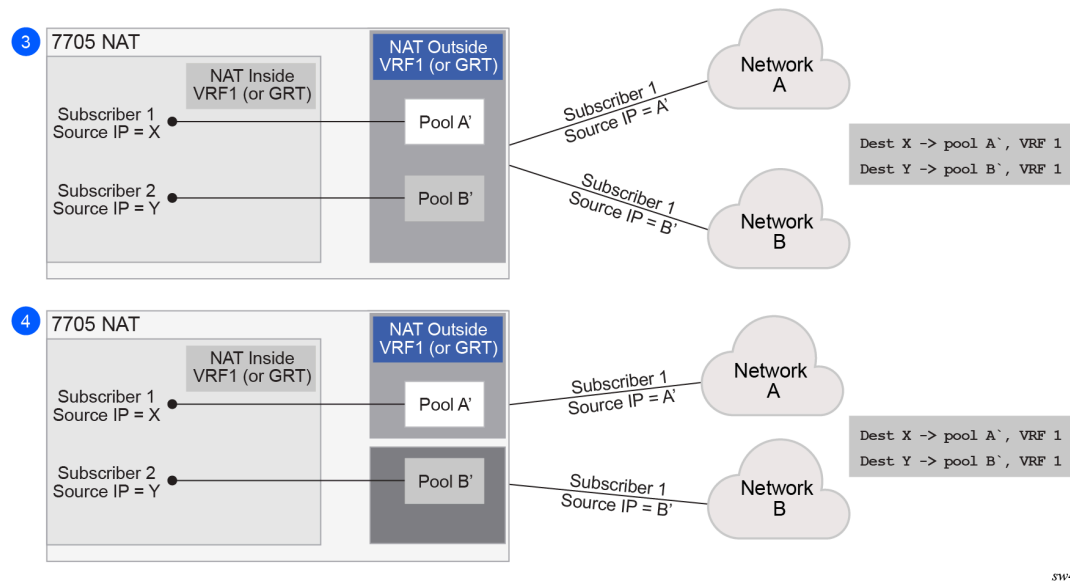 3
7705 NAT
NAT Inside
VRF1 (or GRT)
NAT Outside
VRF1 (or GRT)
Subscriber 1
Source IP = X
Pool A'
Subscriber 2
Source IP = Y
Pool B'
Subscriber 1
Source IP = A'
Subscriber 1
Source IP = B'
Network
A
Network
B
Dest X -> pool A`, VRF 1
Dest Y -> pool B`, VRF 1
4
7705 NAT
NAT Inside
VRF1 (or GRT)
NAT Outside
VRF1 (or GRT)
Subscriber 1
Source IP = X
Pool A'
Subscriber 2
Source IP = Y
Pool B'
Subscriber 1
Source IP = A'
Subscriber 1
Source IP = B'
Network
A
Network
B
Dest X -> pool A`, VRF 1
Dest Y -> pool B`, VRF 1